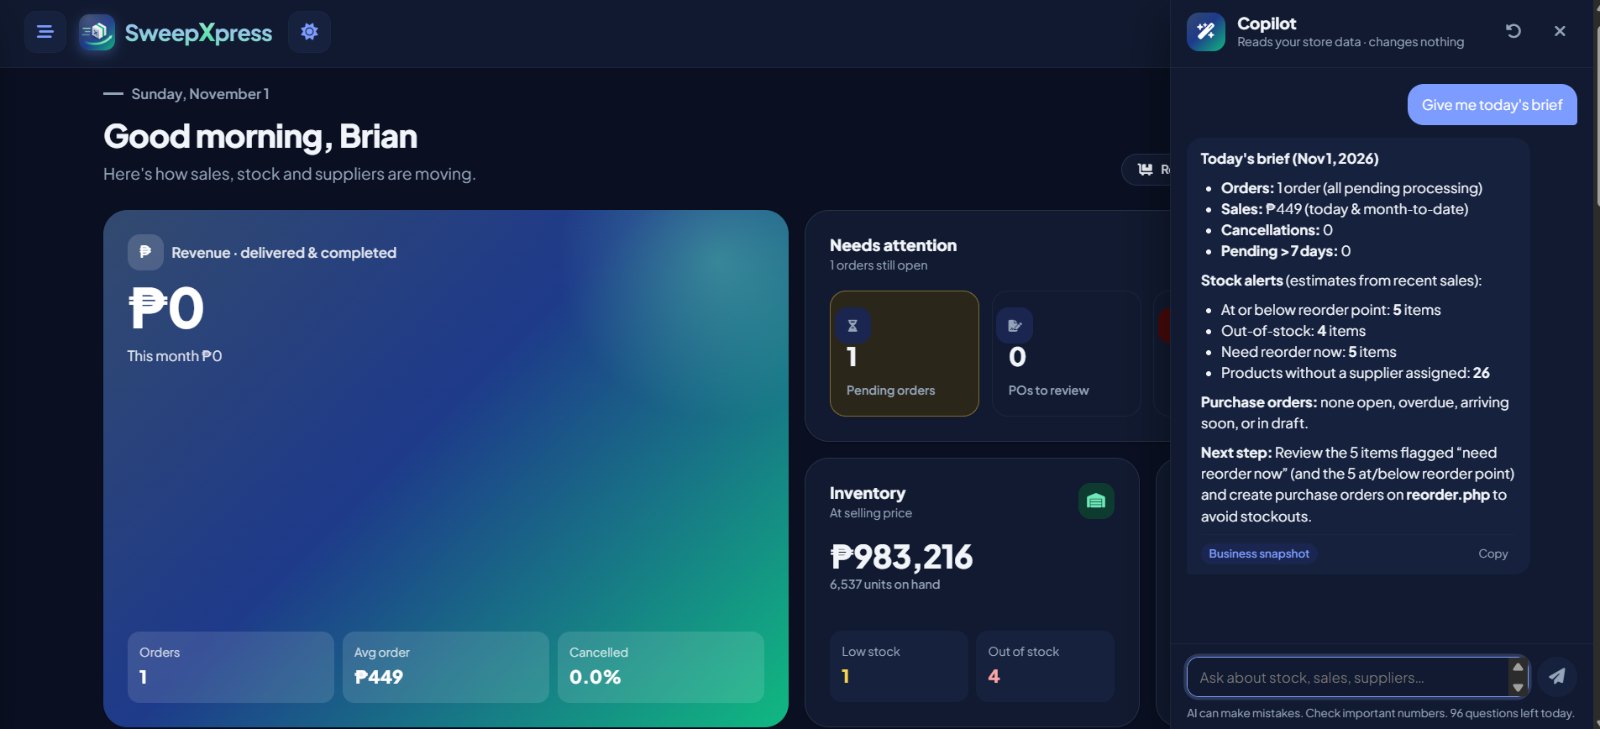 SweepXpress
Sunday, November 1
Good morning, Brian
Here's how sales, stock and suppliers are moving.
₱ Revenue · delivered & completed
₱0
This month ₱0
Orders
1
Avg order
₱449
Cancelled
0.0%
Needs attention
1 orders still open
1
Pending orders
0
POs to review
Inventory
At selling price
₱983,216
6,537 units on hand
Low stock
1
Out of stock
4
Copilot
Reads your store data · changes nothing
Give me today's brief
Today's brief (Nov 1, 2026)
• Orders: 1 order (all pending processing)
• Sales: ₱449 (today & month-to-date)
• Cancellations: 0
• Pending > 7 days: 0
Stock alerts (estimates from recent sales):
• At or below reorder point: 5 items
• Out-of-stock: 4 items
• Need reorder now: 5 items
• Products without a supplier assigned: 26
Purchase orders: none open, overdue, arriving
soon, or in draft.
Next step: Review the 5 items flagged “need
reorder now” (and the 5 at/below reorder point)
and create purchase orders on reorder.php to
avoid stockouts.
Business snapshot
Copy
Ask about stock, sales, suppliers...
AI can make mistakes. Check important numbers. 96 questions left today.